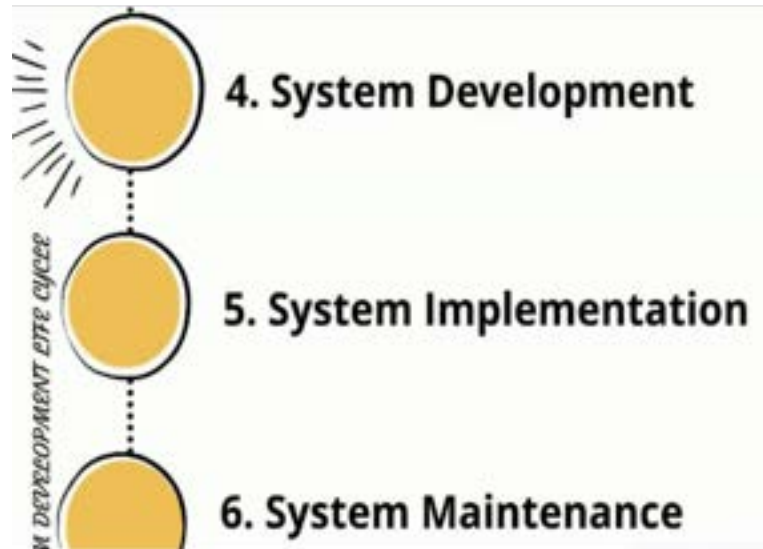 4. System Development
5. System Implementation
6. System Maintenance
M DEVELOPMENT LIFE CYCLE